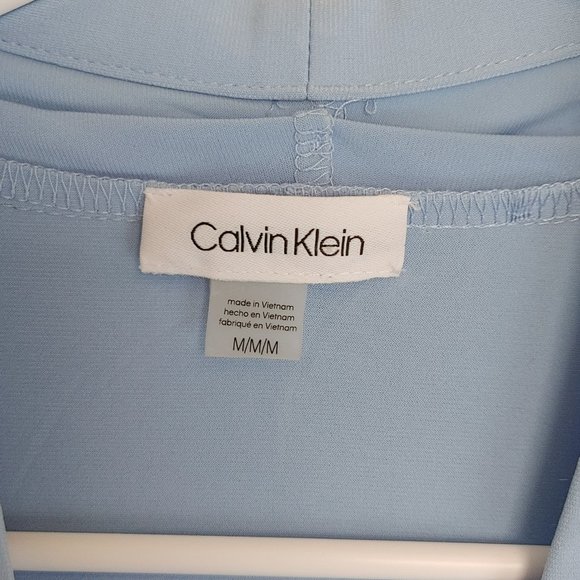 Calvin Klein
made in Vietnam
hecho en Vietnam
fabriqué en Vietnam
M/M/M